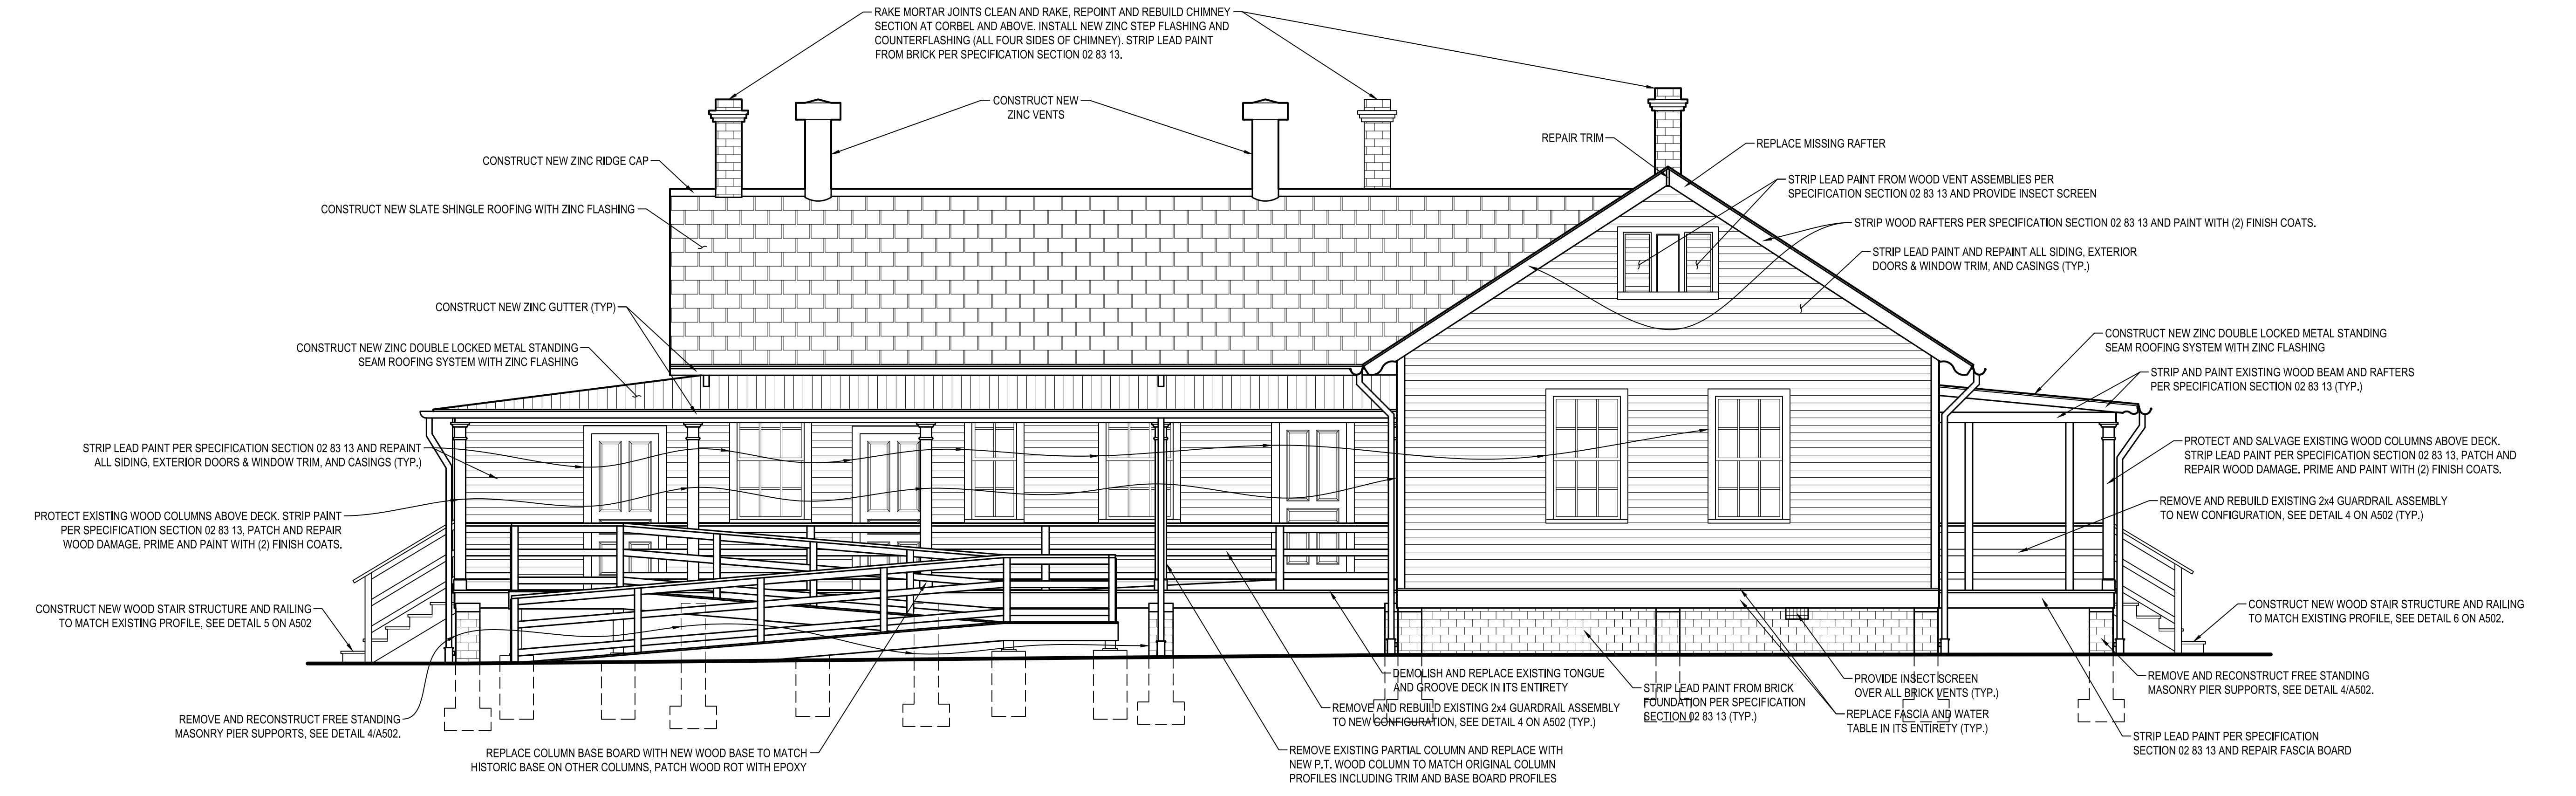 RAKE MORTAR JOINTS CLEAN AND RAKE, REPOINT AND REBUILD CHIMNEY
SECTION AT CORBEL AND ABOVE. INSTALL NEW ZINC STEP FLASHING AND
COUNTERFLASHING (ALL FOUR SIDES OF CHIMNEY). STRIP LEAD PAINT
FROM BRICK PER SPECIFICATION SECTION 02 83 13.
CONSTRUCT NEW
ZINC VENTS
CONSTRUCT NEW ZINC RIDGE CAP
CONSTRUCT NEW SLATE SHINGLE ROOFING WITH ZINC FLASHING
CONSTRUCT NEW ZINC GUTTER (TYP)
CONSTRUCT NEW ZINC DOUBLE LOCKED METAL STANDING
SEAM ROOFING SYSTEM WITH ZINC FLASHING
STRIP LEAD PAINT PER SPECIFICATION SECTION 02 83 13 AND REPAINT
ALL SIDING, EXTERIOR DOORS & WINDOW TRIM, AND CASINGS (TYP.)
PROTECT EXISTING WOOD COLUMNS ABOVE DECK. STRIP PAINT
PER SPECIFICATION SECTION 02 83 13, PATCH AND REPAIR
WOOD DAMAGE. PRIME AND PAINT WITH (2) FINISH COATS.
CONSTRUCT NEW WOOD STAIR STRUCTURE AND RAILING
TO MATCH EXISTING PROFILE, SEE DETAIL 5 ON A502
REMOVE AND RECONSTRUCT FREE STANDING
MASONRY PIER SUPPORTS, SEE DETAIL 4/A502.
REPLACE COLUMN BASE BOARD WITH NEW WOOD BASE TO MATCH
HISTORIC BASE ON OTHER COLUMNS, PATCH WOOD ROT WITH EPOXY
REPAIR TRIM
REPLACE MISSING RAFTER
STRIP LEAD PAINT FROM WOOD VENT ASSEMBLIES PER
SPECIFICATION SECTION 02 83 13 AND PROVIDE INSECT SCREEN
STRIP WOOD RAFTERS PER SPECIFICATION SECTION 02 83 13 AND PAINT WITH (2) FINISH COATS.
STRIP LEAD PAINT AND REPAINT ALL SIDING, EXTERIOR
DOORS & WINDOW TRIM, AND CASINGS (TYP.)
CONSTRUCT NEW ZINC DOUBLE LOCKED METAL STANDING
SEAM ROOFING SYSTEM WITH ZINC FLASHING
STRIP AND PAINT EXISTING WOOD BEAM AND RAFTERS
PER SPECIFICATION SECTION 02 83 13 (TYP.)
PROTECT AND SALVAGE EXISTING WOOD COLUMNS ABOVE DECK.
STRIP LEAD PAINT PER SPECIFICATION SECTION 02 83 13, PATCH AND
REPAIR WOOD DAMAGE. PRIME AND PAINT WITH (2) FINISH COATS.
REMOVE AND REBUILD EXISTING 2x4 GUARDRAIL ASSEMBLY
TO NEW CONFIGURATION, SEE DETAIL 4 ON A502 (TYP.)
CONSTRUCT NEW WOOD STAIR STRUCTURE AND RAILING
TO MATCH EXISTING PROFILE, SEE DETAIL 6 ON A502.
REMOVE AND RECONSTRUCT FREE STANDING
MASONRY PIER SUPPORTS, SEE DETAIL 4/A502.
STRIP LEAD PAINT PER SPECIFICATION
SECTION 02 83 13 AND REPAIR FASCIA BOARD
DEMOLISH AND REPLACE EXISTING TONGUE
AND GROOVE DECK IN ITS ENTIRETY
REMOVE AND REBUILD EXISTING 2x4 GUARDRAIL ASSEMBLY
TO NEW CONFIGURATION, SEE DETAIL 4 ON A502 (TYP.)
REMOVE EXISTING PARTIAL COLUMN AND REPLACE WITH
NEW P.T. WOOD COLUMN TO MATCH ORIGINAL COLUMN
PROFILES INCLUDING TRIM AND BASE BOARD PROFILES
STRIP LEAD PAINT FROM BRICK
FOUNDATION PER SPECIFICATION
SECTION 02 83 13 (TYP.)
PROVIDE INSECT SCREEN
OVER ALL BRICK VENTS (TYP.)
REPLACE FASCIA AND WATER
TABLE IN ITS ENTIRETY (TYP.)